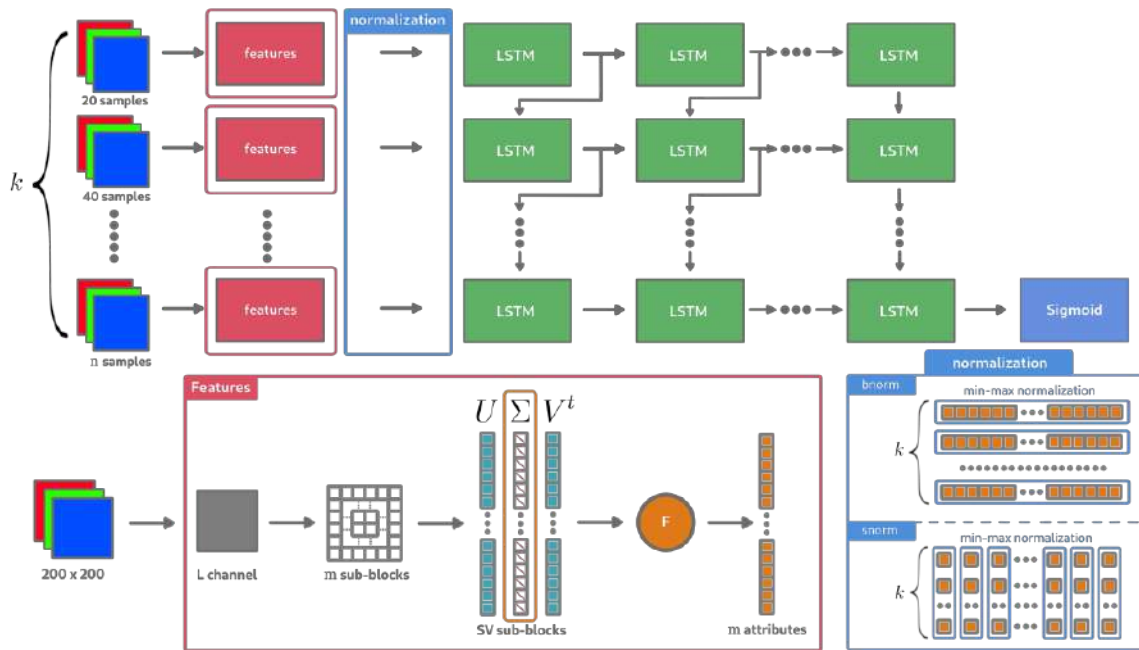 normalization
features
LSTM
LSTM
LSTM
20 samples
k
features
LSTM
LSTM
LSTM
40 samples
features
LSTM
LSTM
LSTM
Sigmoid
n samples
Features
U Σ V^t
200 x 200
L channel
m sub-blocks
SV sub-blocks
F
m attributes
normalization
bnorm
min-max normalization
k
snorm
min-max normalization
k